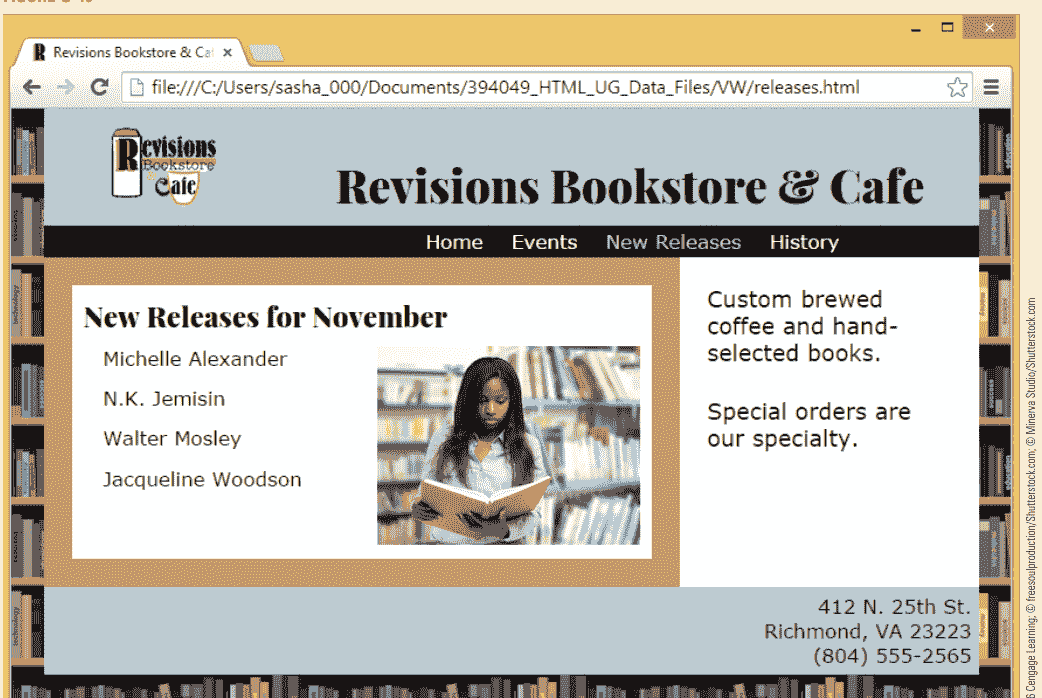 Revisions Bookstore & Caf
file:///C:/Users/sasha_000/Documents/394049_HTML_UG_Data_Files/VW/releases.html
Revisions
Bookstore
Cafe
Revisions Bookstore & Cafe
Home Events New Releases History
New Releases for November
Michelle Alexander
N.K. Jemisin
Walter Mosley
Jacqueline Woodson
Custom brewed
coffee and hand-
selected books.
Special orders are
our specialty.
412 N. 25th St.
Richmond, VA 23223
(804) 555-2565
6 Cengage Learning; © freesoulproduction/Shutterstock.com; © Minerva Studio/Shutterstock.com